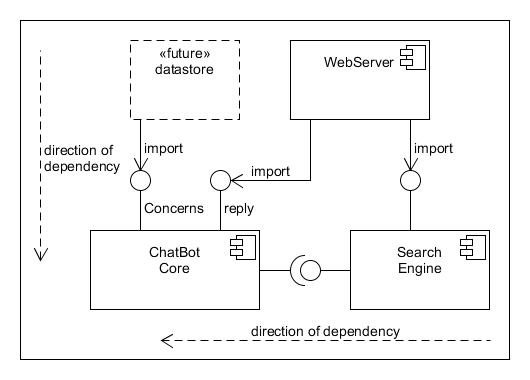 «future»
datastore
WebServer
import
import
import
direction of
dependency
Concerns
reply
ChatBot
Core
Search
Engine
direction of dependency